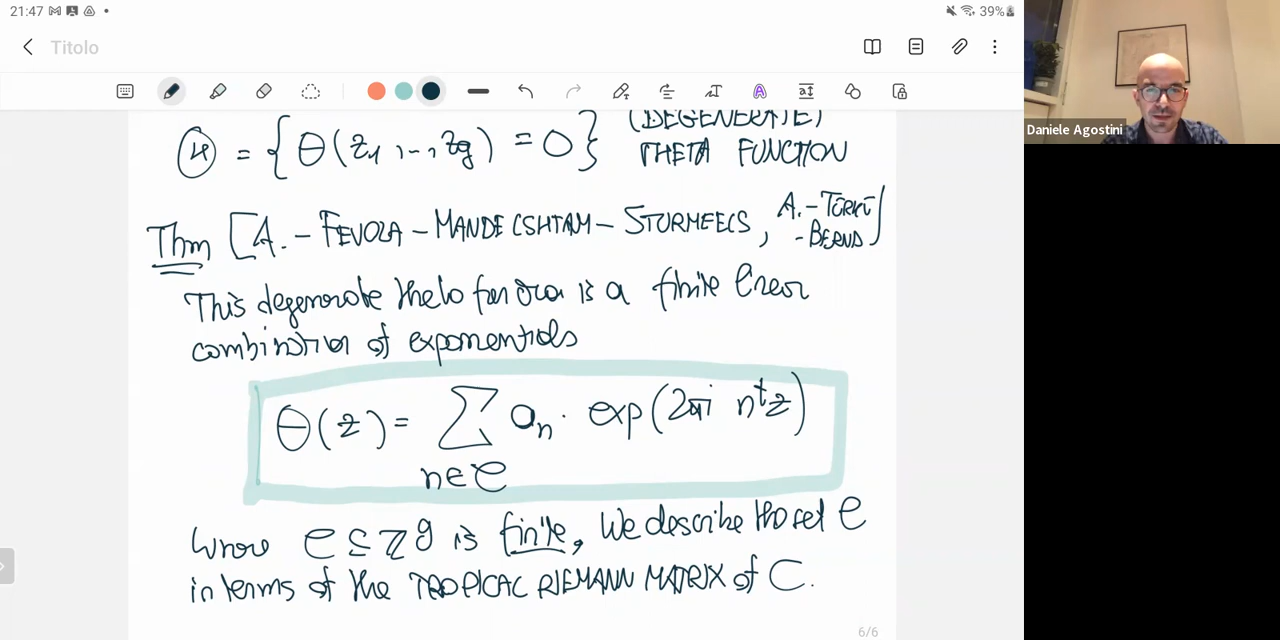 21:47
39%
Titolo
Daniele Agostini
(DEGENERATE)
Ⓗ = { θ(z₁, .., zg) = 0 } THETA FUNCTION
Thm [A. - FEVOLA - MANDELSHTAM - STURMFELS, A. - TÜRKÜ - BERND]
This degenerate theta function is a finite linear
combination of exponentials
θ(z) = ∑ aₙ · exp(2πi nᵗz)
n ∈ C
where C ⊆ ℤᵍ is finite, We describe the set C
in terms of the TROPICAL RIEMANN MATRIX of C.
6/6